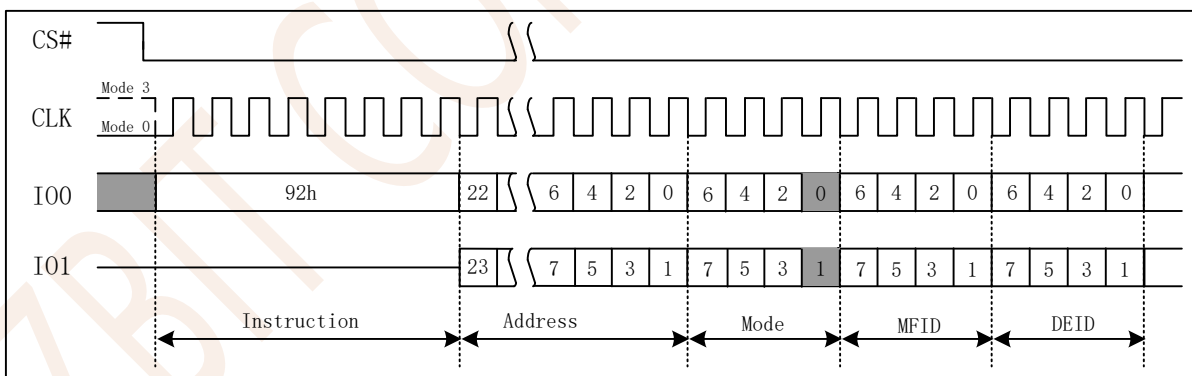 CS#
Mode 3
CLK
Mode 0
IO0 92h 22 6 4 2 0 6 4 2 0 6 4 2 0 6 4 2 0
IO1 23 7 5 3 1 7 5 3 1 7 5 3 1 7 5 3 1
Instruction Address Mode MFID DEID
ZBIT CO